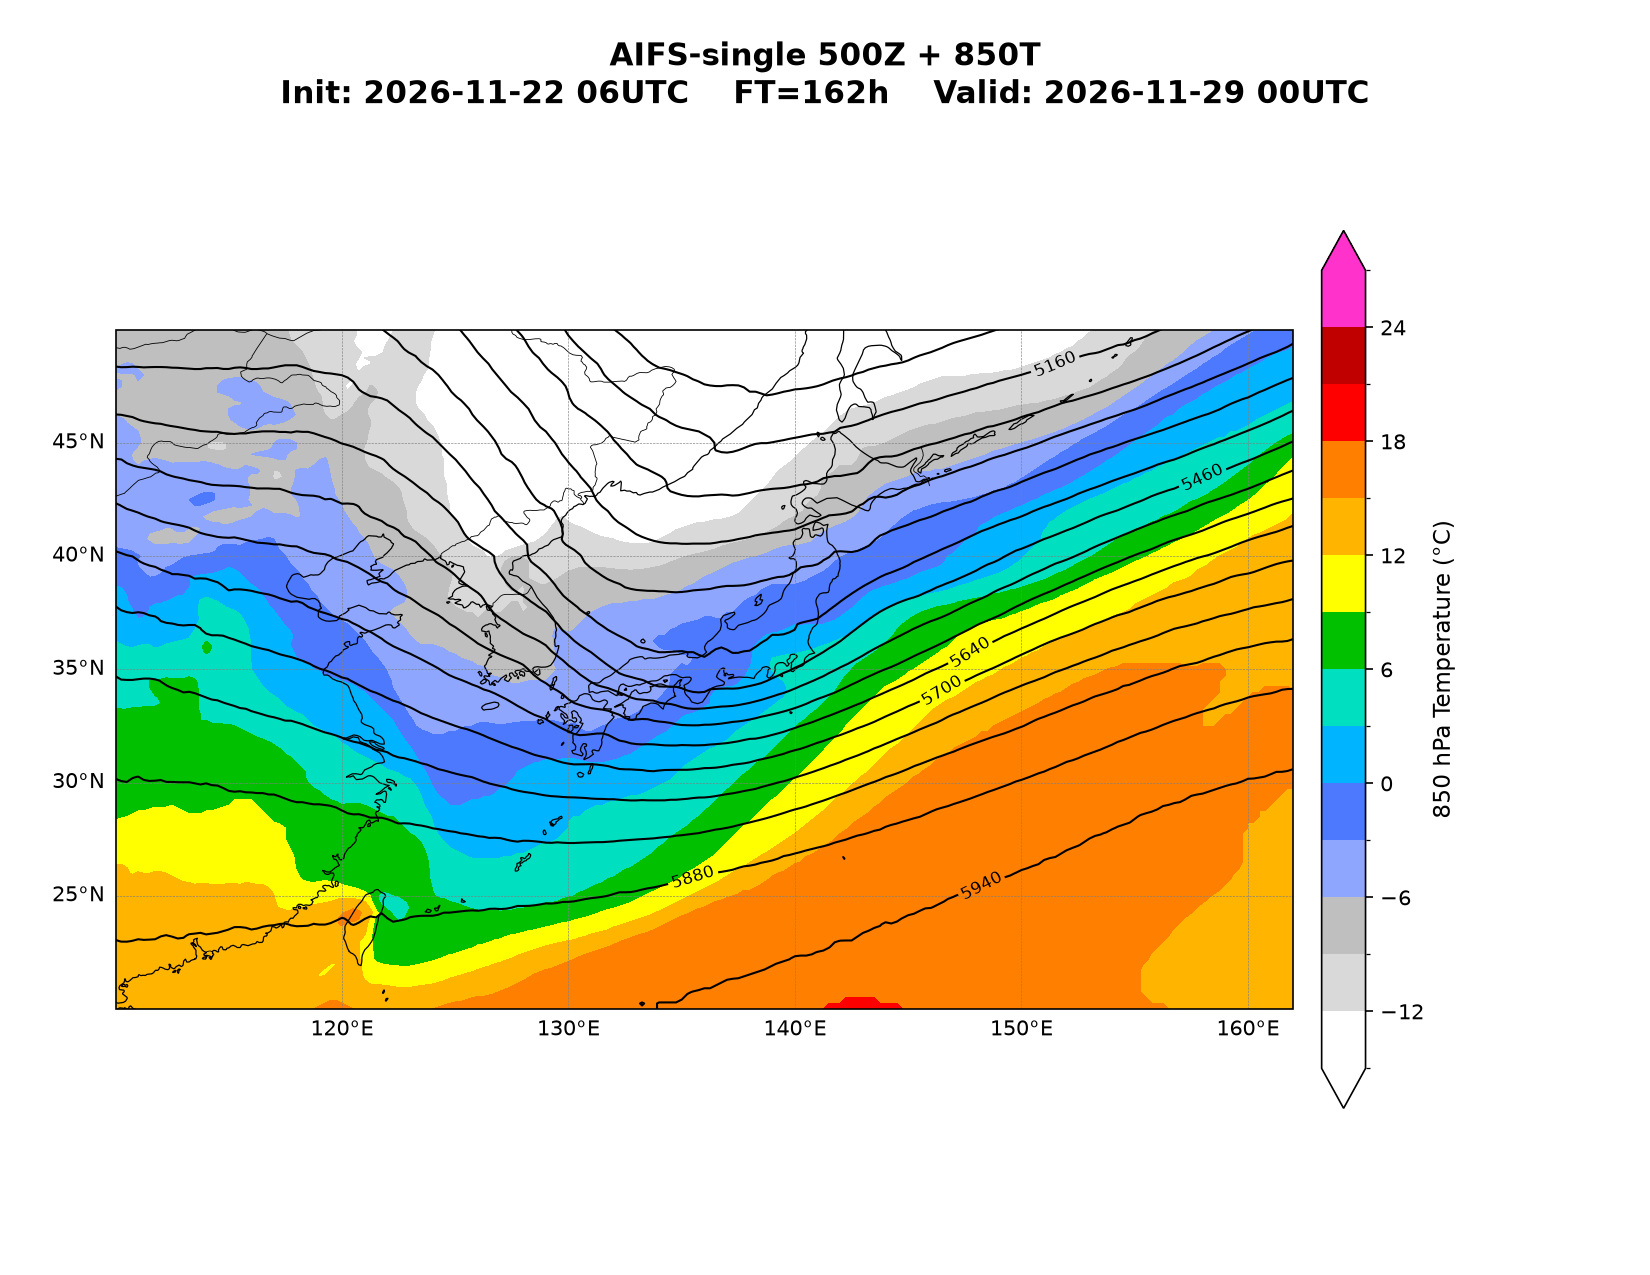 AIFS-single 500Z + 850T
Init: 2026-11-22 06UTC    FT=162h    Valid: 2026-11-29 00UTC
24
5160
45°N
18
5460
40°N
12
850 hPa Temperature (°C)
5640
35°N
6
5700
30°N
0
5880
5940
25°N
−6
−12
120°E
130°E
140°E
150°E
160°E